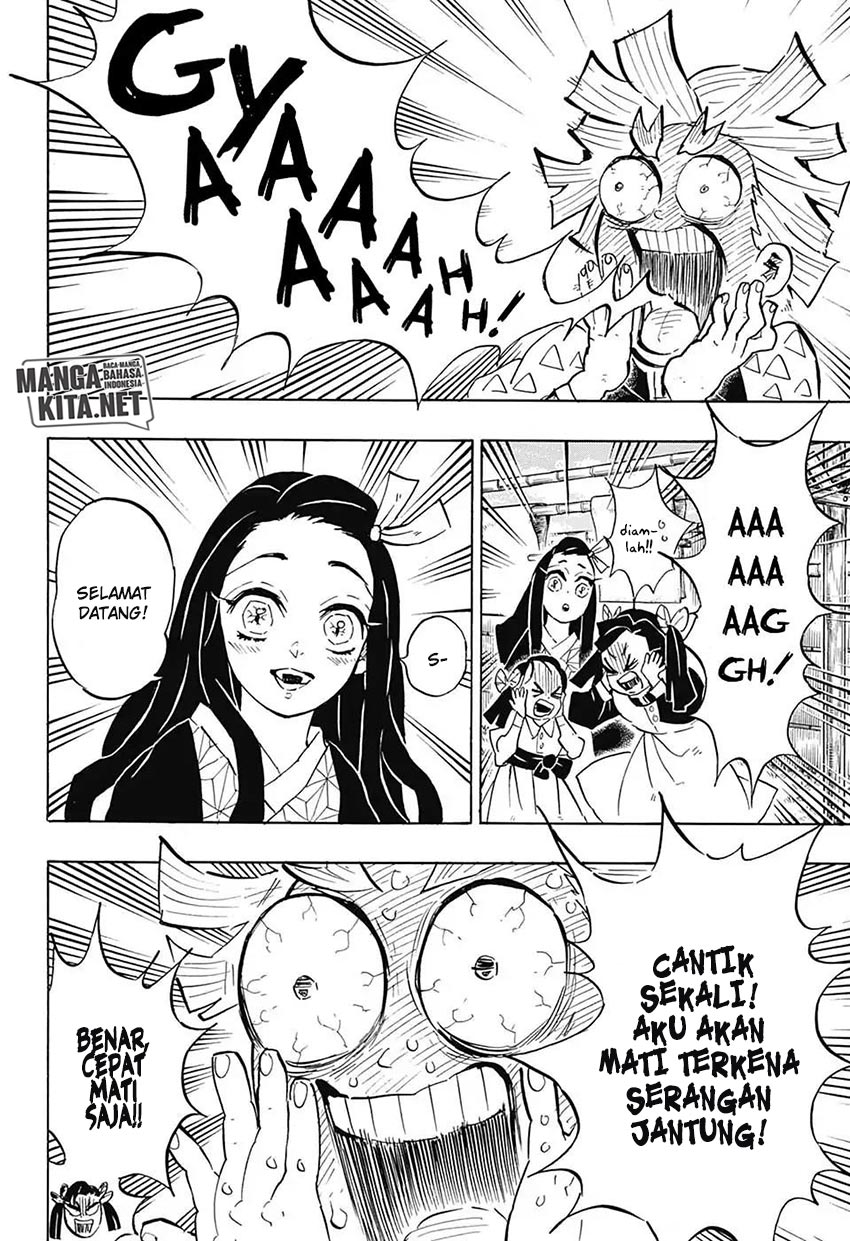 GYAAAAAAAAH!
MANGA
KITA.NET
BACA-MANGA
BAHASA
INDONESIA
AAA
AAA
AAG
GH!
diam-
lah!!
S-
SELAMAT
DATANG!
CANTIK
SEKALI!
AKU AKAN
MATI TERKENA
SERANGAN
JANTUNG!
BENAR,
CEPAT
MATI
SAJA!!